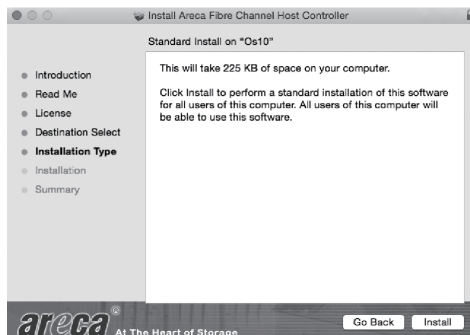 Install Areca Fibre Channel Host Controller
Standard Install on "Os10"
Introduction
Read Me
License
Destination Select
Installation Type
Installation
Summary
This will take 225 KB of space on your computer.
Click Install to perform a standard installation of this software
for all users of this computer. All users of this computer will
be able to use this software.
areca®
At The Heart of Storage
Go Back
Install